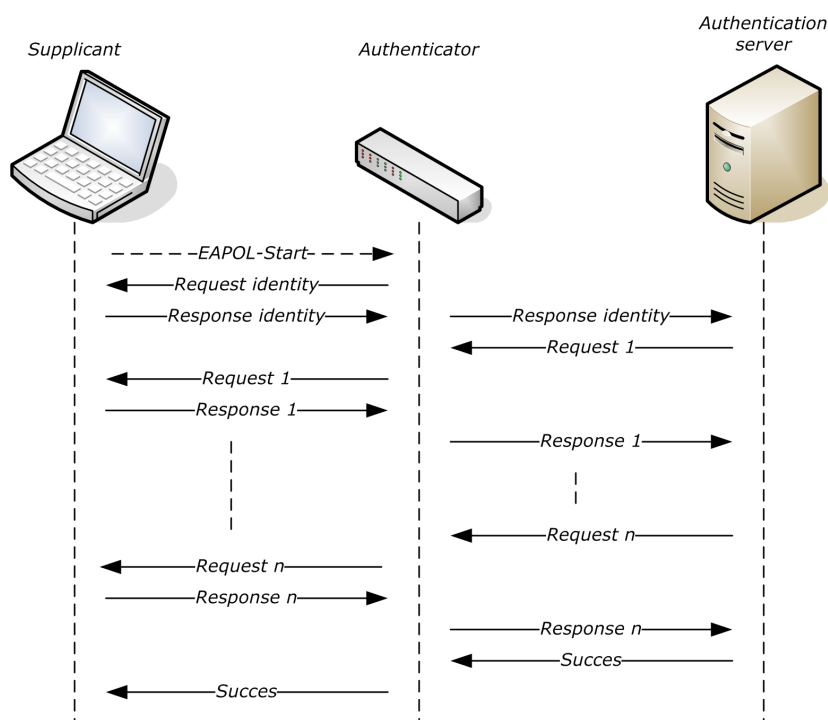 Supplicant
Authenticator
Authentication
server
EAPOL-Start
Request identity
Response identity
Response identity
Request 1
Request 1
Response 1
Response 1
Request n
Request n
Response n
Response n
Succes
Succes